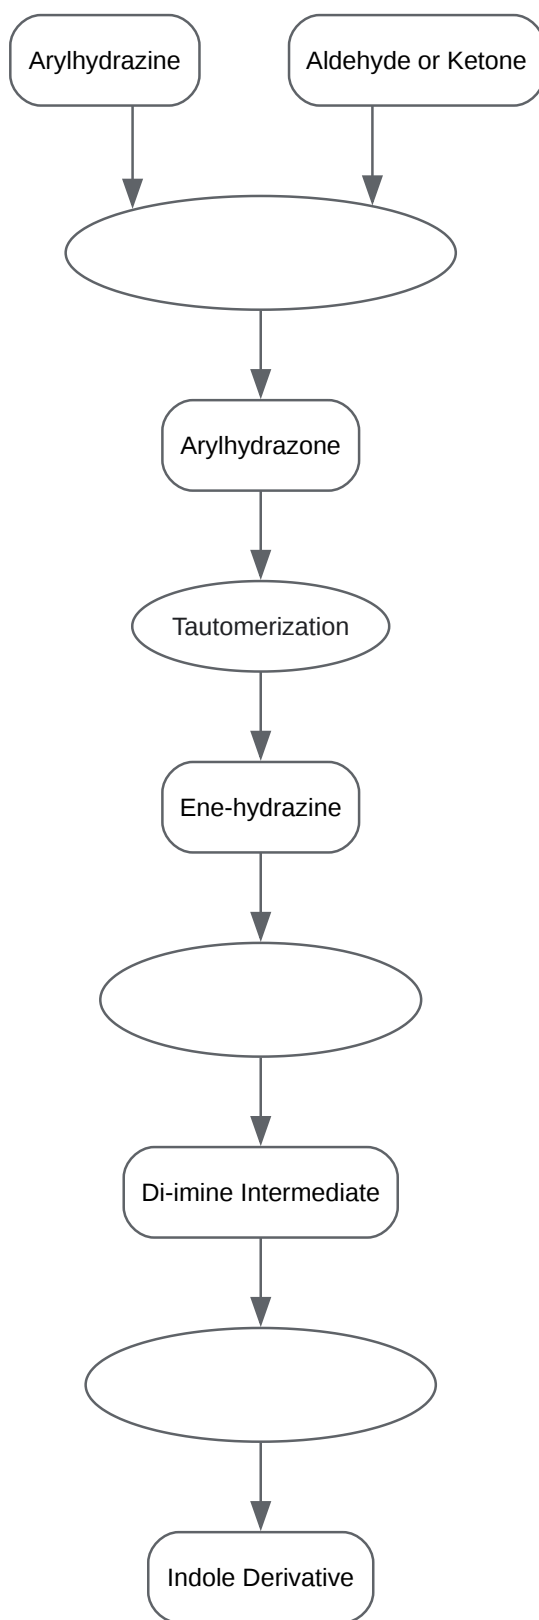 Arylhydrazine
Aldehyde or Ketone
Arylhydrazone
Tautomerization
Ene-hydrazine
Di-imine Intermediate
Indole Derivative